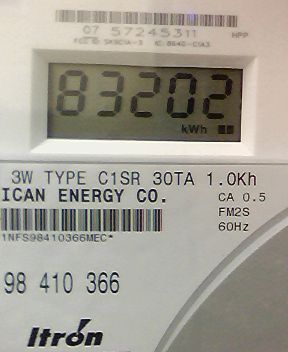 07 57245311 HPP
83202
kWh
3W TYPE C1SR 30TA 1.0Kh
ICAN ENERGY CO. CA 0.5
FM2S
60Hz
1NFS98410366MEC*
98 410 366
Itron